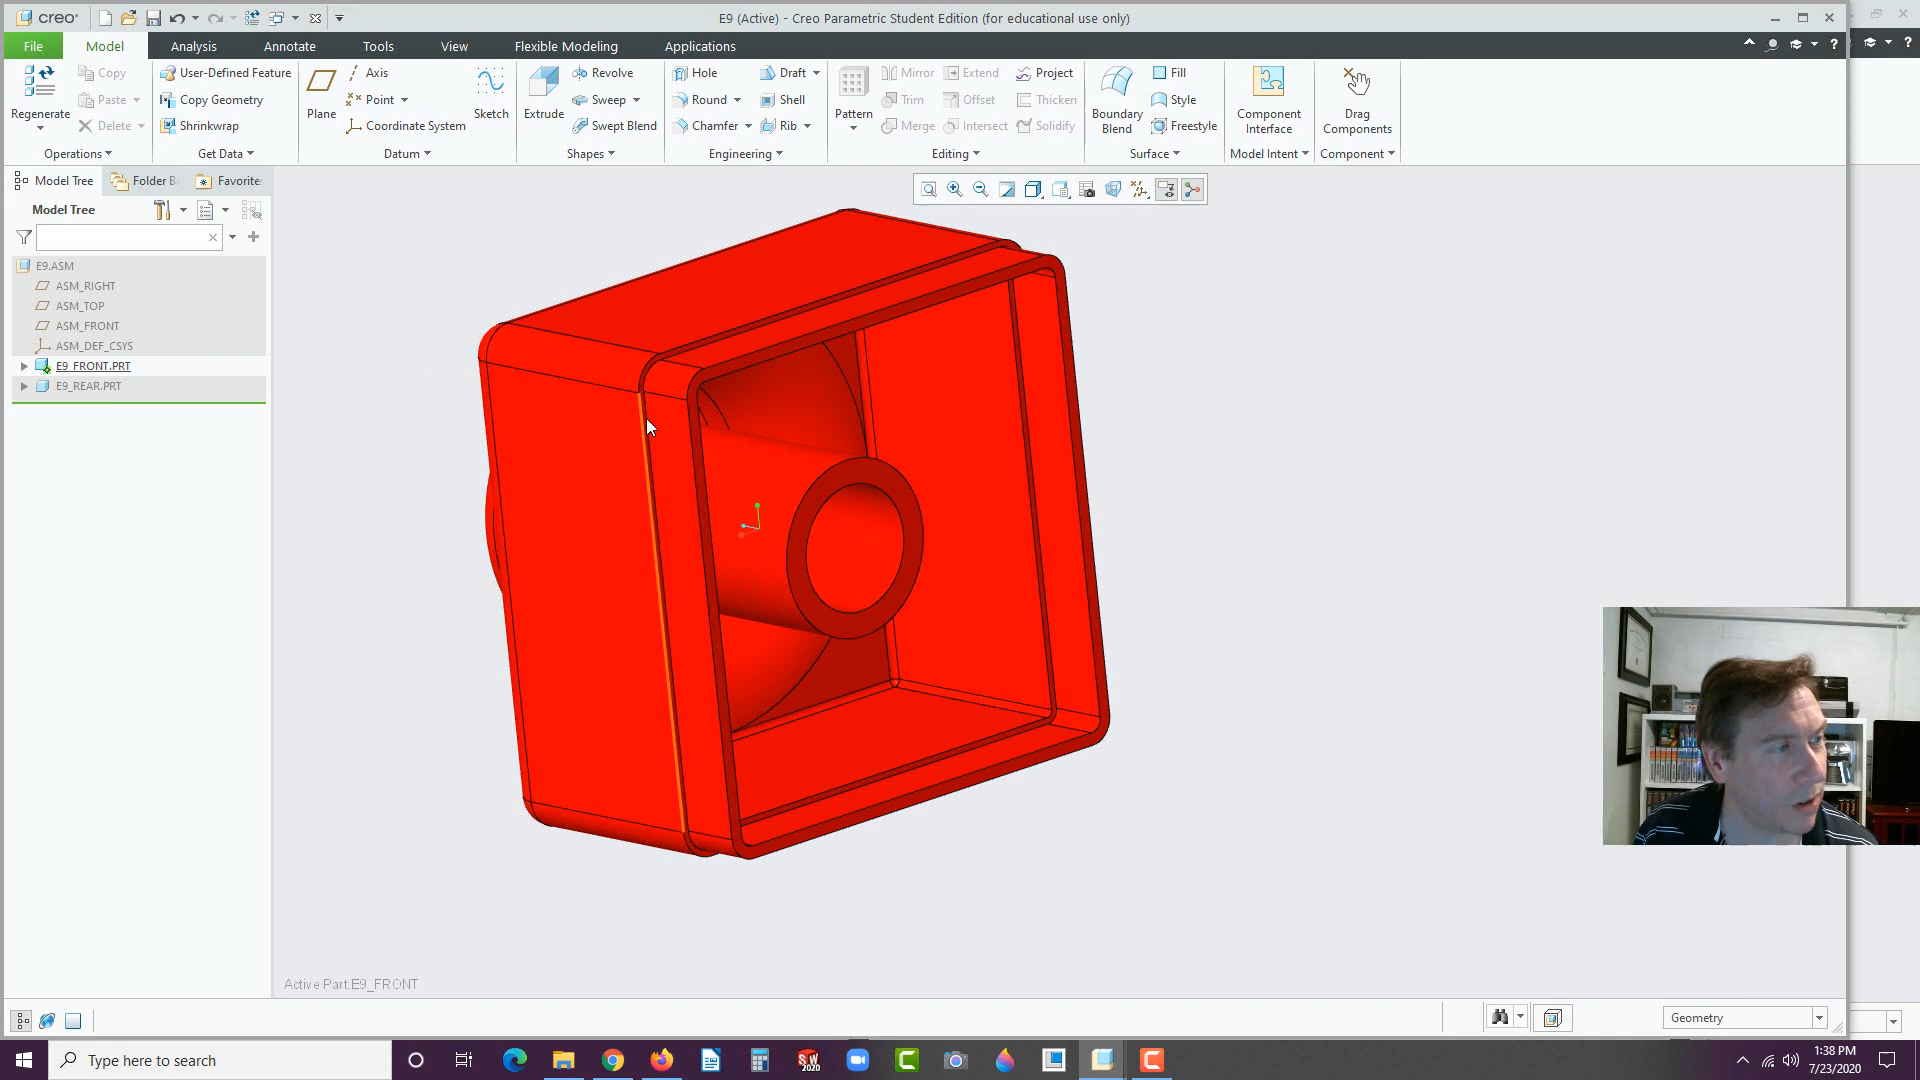 creo
E9 (Active) - Creo Parametric Student Edition (for educational use only)
File
Model
Analysis
Annotate
Tools
View
Flexible Modeling
Applications
Regenerate
Copy
Paste
Delete
Operations
User-Defined Feature
Copy Geometry
Shrinkwrap
Get Data
Plane
Axis
Point
Coordinate System
Sketch
Datum
Extrude
Revolve
Sweep
Swept Blend
Shapes
Hole
Round
Chamfer
Draft
Shell
Rib
Engineering
Pattern
Mirror
Trim
Merge
Extend
Offset
Intersect
Project
Thicken
Solidify
Editing
Boundary Blend
Fill
Style
Freestyle
Surface
Component Interface
Model Intent
Drag Components
Component
Model Tree
Folder B
Favorite
Model Tree
E9.ASM
ASM_RIGHT
ASM_TOP
ASM_FRONT
ASM_DEF_CSYS
E9_FRONT.PRT
E9_REAR.PRT
Active Part:E9_FRONT
Geometry
Type here to search
SW 2020
1:38 PM
7/23/2020